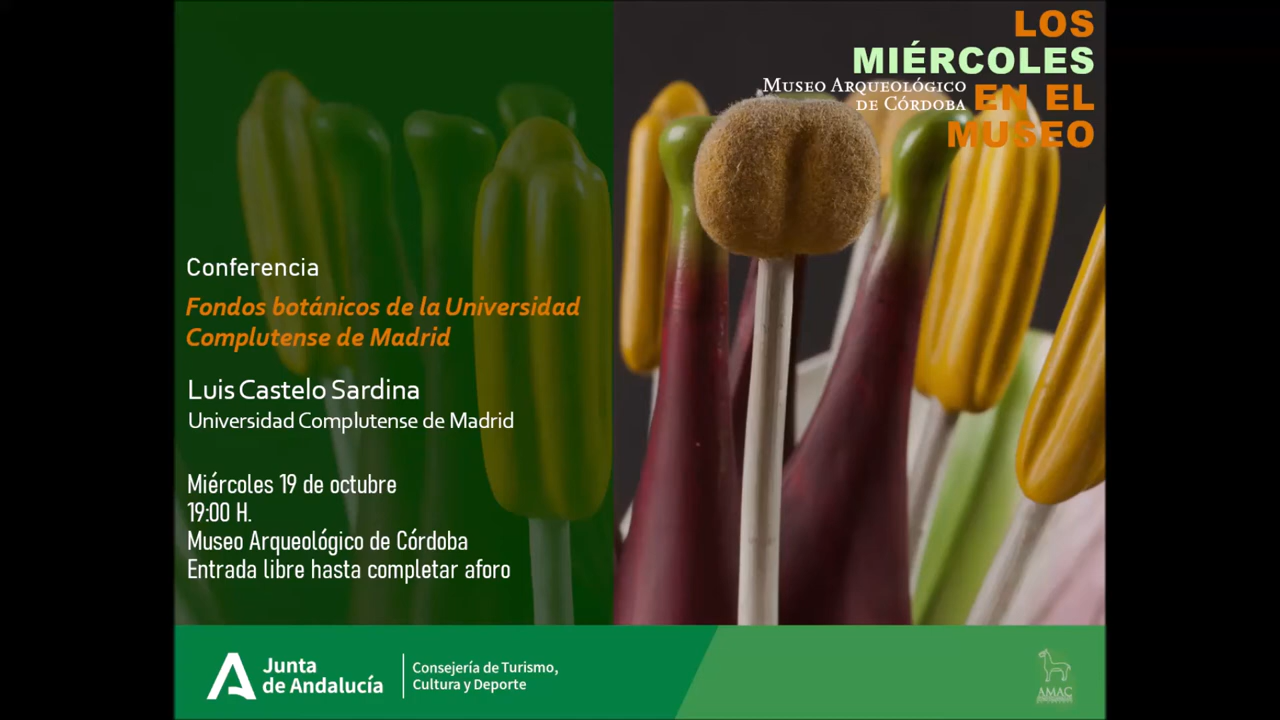 LOS
MIÉRCOLES
EN EL
MUSEO
Museo Arqueológico
de Córdoba
Conferencia
Fondos botánicos de la Universidad
Complutense de Madrid
Luis Castelo Sardina
Universidad Complutense de Madrid
Miércoles 19 de octubre
19:00 H.
Museo Arqueológico de Córdoba
Entrada libre hasta completar aforo
Junta
de Andalucía
Consejería de Turismo,
Cultura y Deporte
AMAC